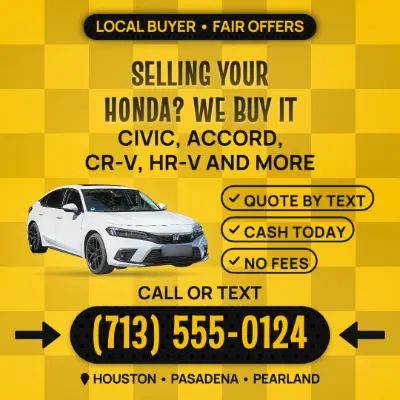 LOCAL BUYER • FAIR OFFERS
SELLING YOUR
HONDA? WE BUY IT
CIVIC, ACCORD,
CR-V, HR-V AND MORE
QUOTE BY TEXT
CASH TODAY
NO FEES
CALL OR TEXT
(713) 555-0124
HOUSTON • PASADENA • PEARLAND